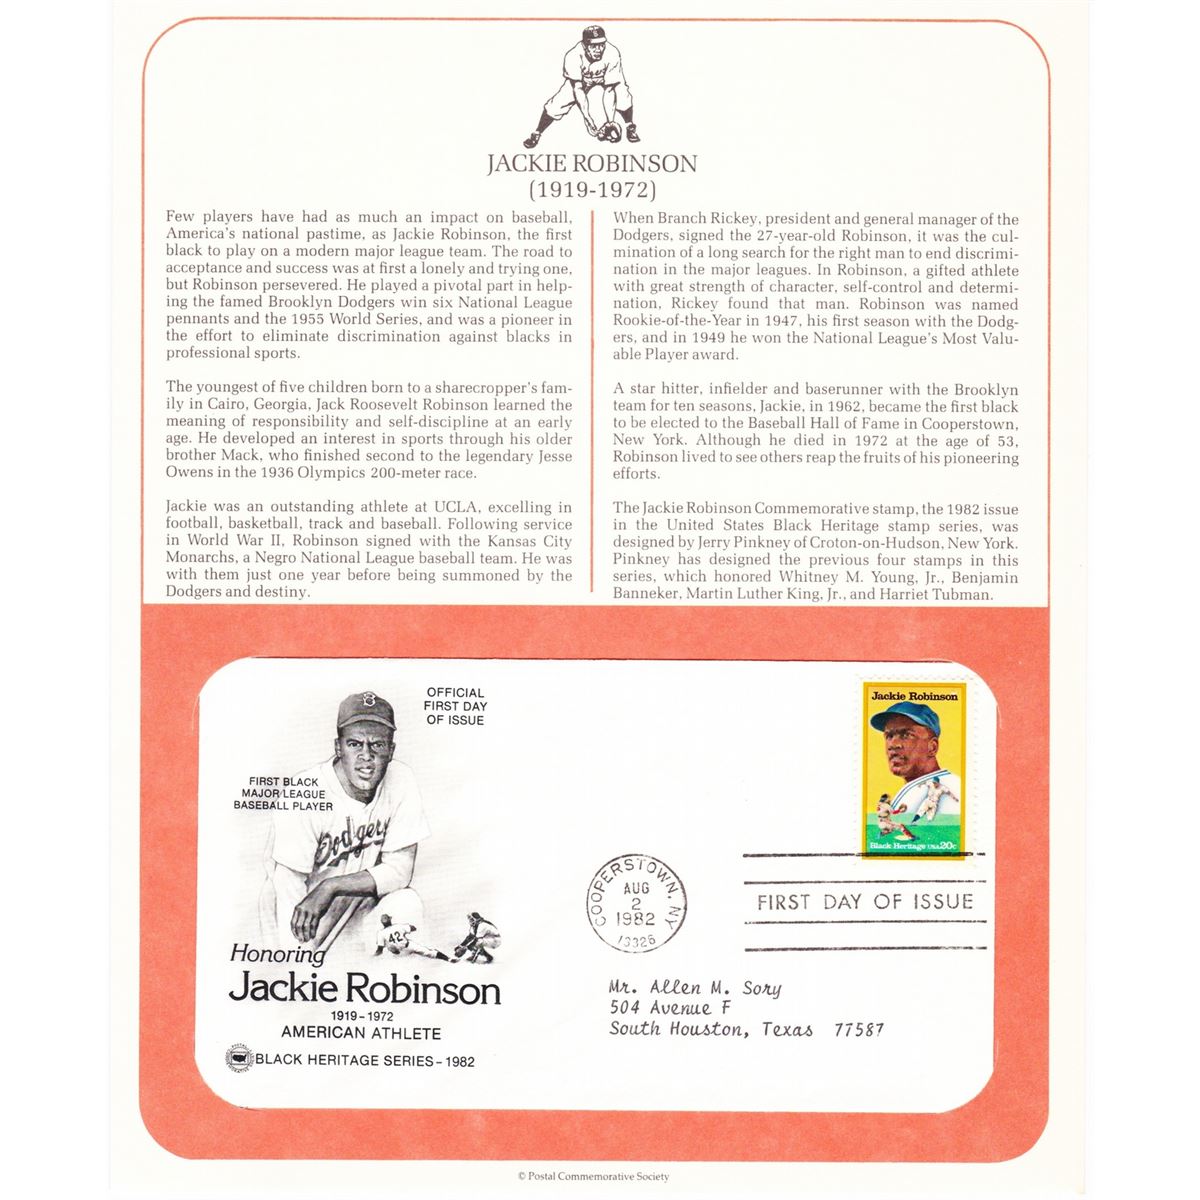 JACKIE ROBINSON
(1919-1972)
Few players have had as much an impact on baseball,
America's national pastime, as Jackie Robinson, the first
black to play on a modern major league team. The road to
acceptance and success was at first a lonely and trying one,
but Robinson persevered. He played a pivotal part in help-
ing the famed Brooklyn Dodgers win six National League
pennants and the 1955 World Series, and was a pioneer in
the effort to eliminate discrimination against blacks in
professional sports.
The youngest of five children born to a sharecropper's fam-
ily in Cairo, Georgia, Jack Roosevelt Robinson learned the
meaning of responsibility and self-discipline at an early
age. He developed an interest in sports through his older
brother Mack, who finished second to the legendary Jesse
Owens in the 1936 Olympics 200-meter race.
Jackie was an outstanding athlete at UCLA, excelling in
football, basketball, track and baseball. Following service
in World War II, Robinson signed with the Kansas City
Monarchs, a Negro National League baseball team. He was
with them just one year before being summoned by the
Dodgers and destiny.
When Branch Rickey, president and general manager of the
Dodgers, signed the 27-year-old Robinson, it was the cul-
mination of a long search for the right man to end discrimi-
nation in the major leagues. In Robinson, a gifted athlete
with great strength of character, self-control and determi-
nation, Rickey found that man. Robinson was named
Rookie-of-the-Year in 1947, his first season with the Dodg-
ers, and in 1949 he won the National League's Most Valu-
able Player award.
A star hitter, infielder and baserunner with the Brooklyn
team for ten seasons, Jackie, in 1962, became the first black
to be elected to the Baseball Hall of Fame in Cooperstown,
New York. Although he died in 1972 at the age of 53,
Robinson lived to see others reap the fruits of his pioneering
efforts.
The Jackie Robinson Commemorative stamp, the 1982 issue
in the United States Black Heritage stamp series, was
designed by Jerry Pinkney of Croton-on-Hudson, New York.
Pinkney has designed the previous four stamps in this
series, which honored Whitney M. Young, Jr., Benjamin
Banneker, Martin Luther King, Jr., and Harriet Tubman.
OFFICIAL
FIRST DAY
OF ISSUE
FIRST BLACK
MAJOR LEAGUE
BASEBALL PLAYER
B
Dodgers
42
Honoring
Jackie Robinson
1919-1972
AMERICAN ATHLETE
BLACK HERITAGE SERIES-1982
Jackie Robinson
Black Heritage USA 20c
COOPERSTOWN, NY
AUG
2
1982
13326
FIRST DAY OF ISSUE
Mr. Allen M. Sory
504 Avenue F
South Houston, Texas 77587
© Postal Commemorative Society